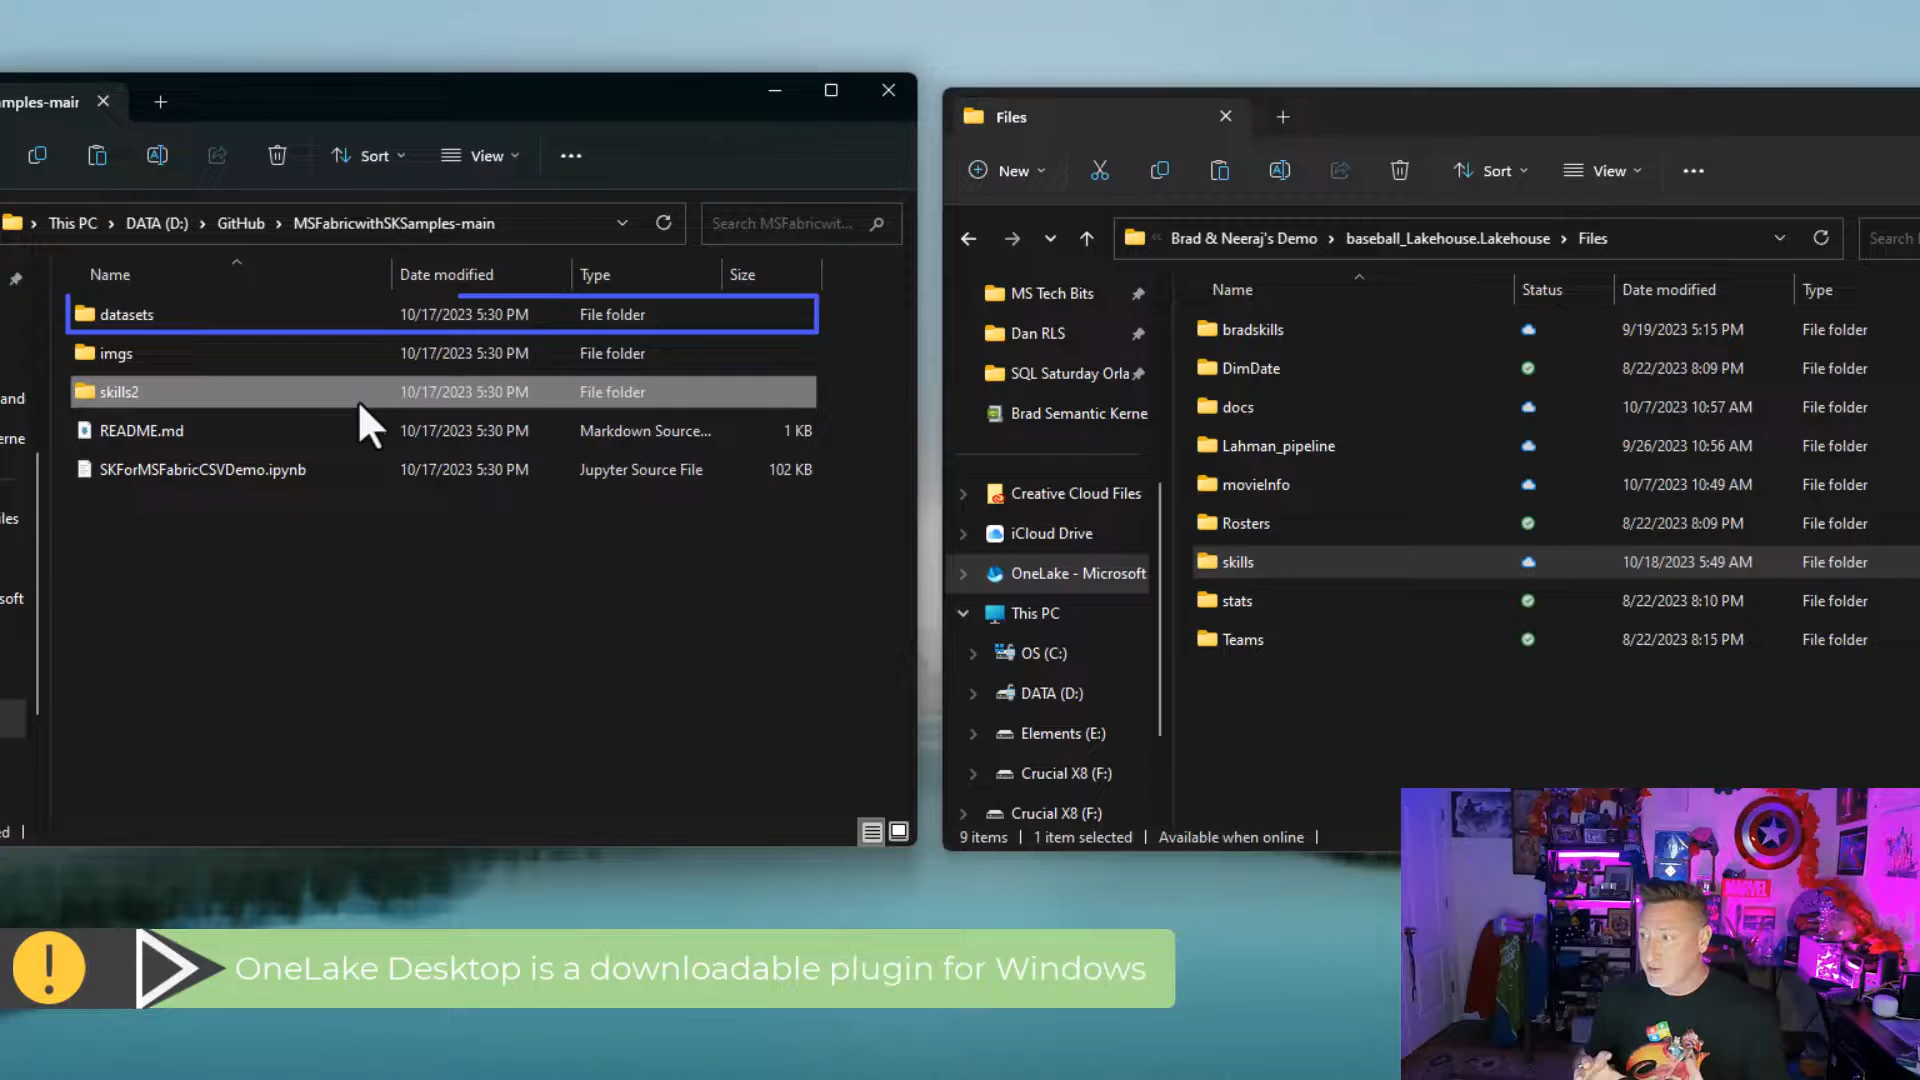 mples-mair
Sort
View
This PC > DATA (D:) > GitHub > MSFabricwithSKSamples-main
Search MSFabricwit...
Name Date modified Type Size
datasets 10/17/2023 5:30 PM File folder
imgs 10/17/2023 5:30 PM File folder
skills2 10/17/2023 5:30 PM File folder
README.md 10/17/2023 5:30 PM Markdown Source... 1 KB
SKForMSFabricCSVDemo.ipynb 10/17/2023 5:30 PM Jupyter Source File 102 KB
and
erne
iles
soft
ed
Files
New
Sort
View
Brad & Neeraj's Demo > baseball_Lakehouse.Lakehouse > Files
Search
MS Tech Bits
Dan RLS
SQL Saturday Orla
Brad Semantic Kerne
Creative Cloud Files
iCloud Drive
OneLake - Microsoft
This PC
OS (C:)
DATA (D:)
Elements (E:)
Crucial X8 (F:)
Crucial X8 (F:)
Name Status Date modified Type
bradskills 9/19/2023 5:15 PM File folder
DimDate 8/22/2023 8:09 PM File folder
docs 10/7/2023 10:57 AM File folder
Lahman_pipeline 9/26/2023 10:56 AM File folder
movieInfo 10/7/2023 10:49 AM File folder
Rosters 8/22/2023 8:09 PM File folder
skills 10/18/2023 5:49 AM File folder
stats 8/22/2023 8:10 PM File folder
Teams 8/22/2023 8:15 PM File folder
9 items | 1 item selected | Available when online |
MARVEL
! OneLake Desktop is a downloadable plugin for Windows